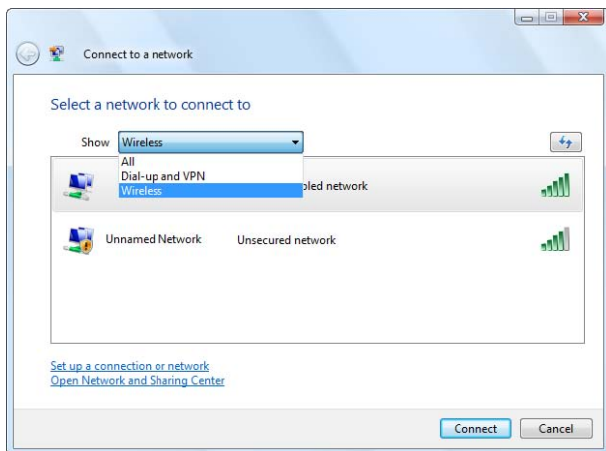 Connect to a network
Select a network to connect to
Show Wireless
All
Dial-up and VPN
Wireless
network
Unnamed Network Unsecured network
Set up a connection or network
Open Network and Sharing Center
Connect Cancel